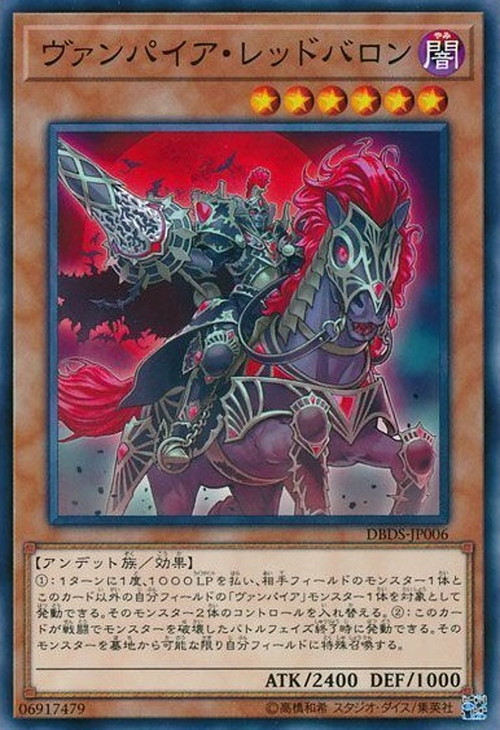 ヴァンパイア・レッドバロン
闇
DBDS-JP006
【アンデット族/効果】
①：1ターンに1度、1000LPを払い、相手フィールドのモンスター1体と
このカード以外の自分フィールドの「ヴァンパイア」モンスター1体を対象として
発動できる。そのモンスター2体のコントロールを入れ替える。②：このカー
ドが戦闘でモンスターを破壊したバトルフェイズ終了時に発動できる。その
モンスターを墓地から可能な限り自分フィールドに特殊召喚する。
ATK/2400 DEF/1000
06917479
©高橋和希 スタジオ・ダイス/集英社